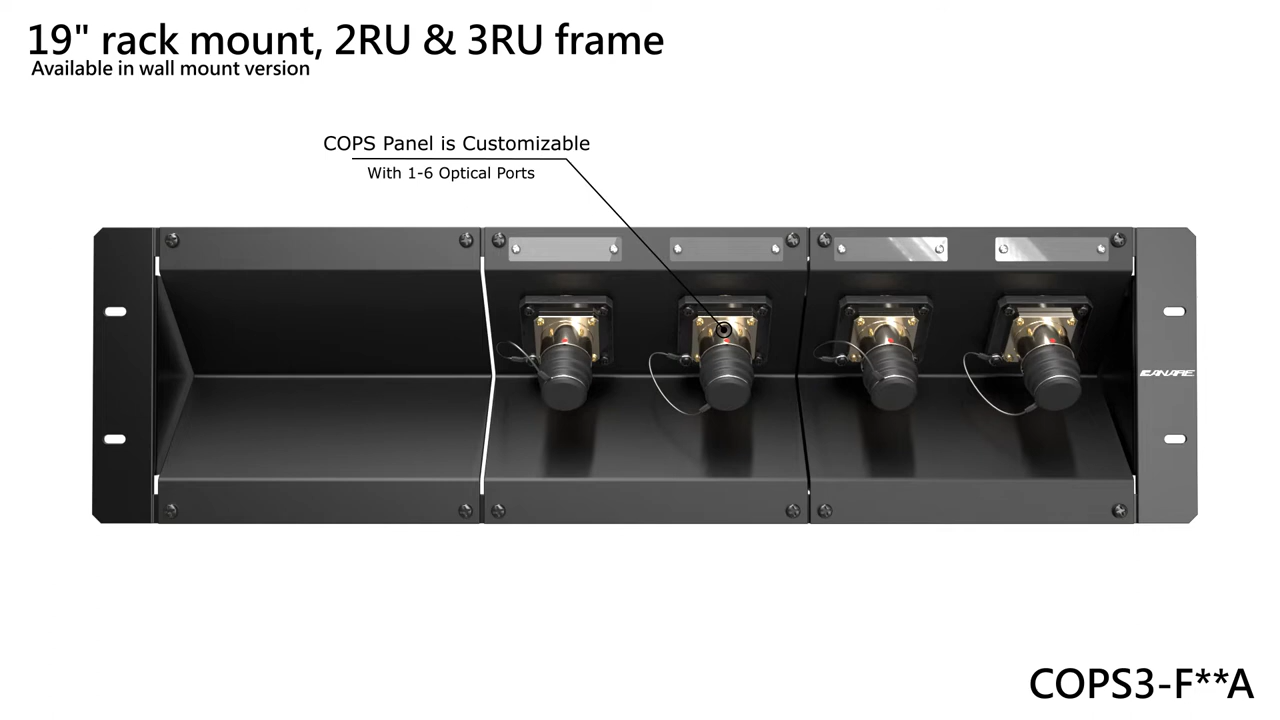 19" rack mount, 2RU & 3RU frame
Available in wall mount version
COPS Panel is Customizable
With 1-6 Optical Ports
CANARE
COPS3-F**A